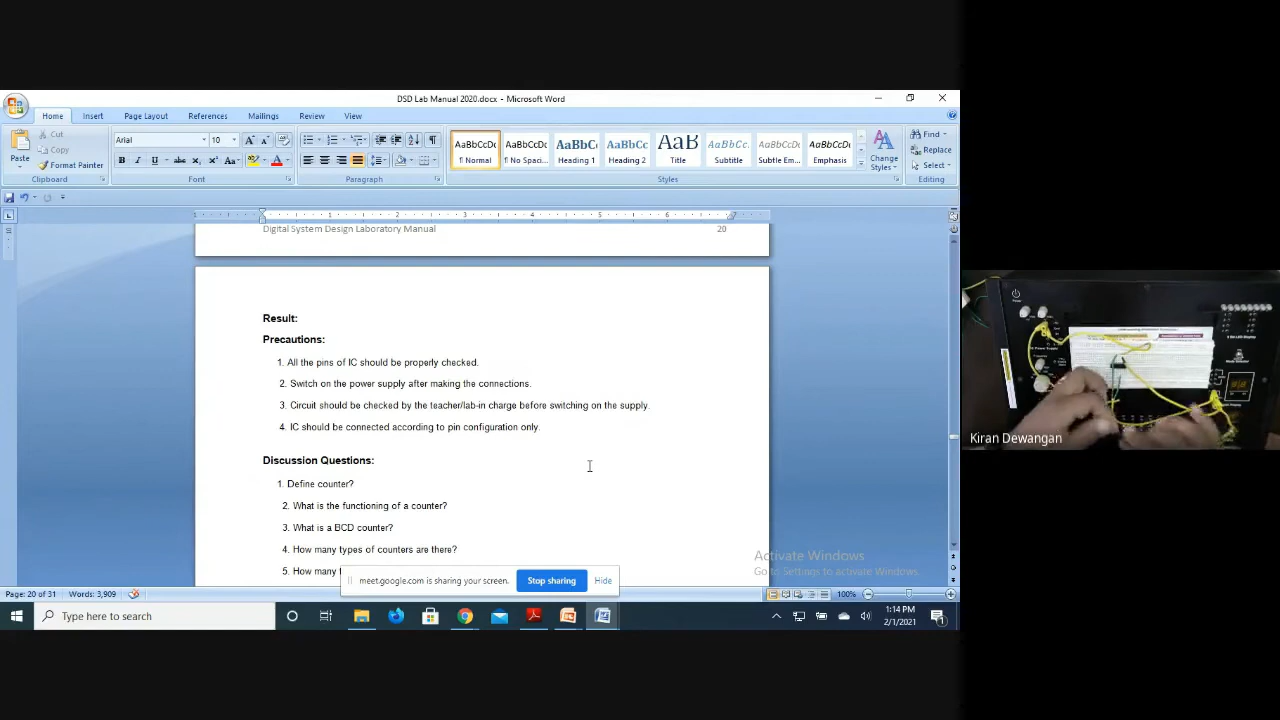 DSD Lab Manual 2020.docx - Microsoft Word
Home Insert Page Layout References Mailings Review View
Paste
Cut
Copy
Format Painter
Clipboard
Arial 10
Font
Paragraph
AaBbCcDc AaBbCcDc AaBbC AaBbCc AaB AaBbCc. AaBbCcDi AaBbCcDi
¶ Normal ¶ No Spaci... Heading 1 Heading 2 Title Subtitle Subtle Em... Emphasis
Styles
Change
Styles
Find
Replace
Select
Editing
Digital System Design Laboratory Manual 20
Result:
Precautions:
1. All the pins of IC should be properly checked.
2. Switch on the power supply after making the connections.
3. Circuit should be checked by the teacher/lab-in charge before switching on the supply.
4. IC should be connected according to pin configuration only.
Discussion Questions:
1. Define counter?
2. What is the functioning of a counter?
3. What is a BCD counter?
4. How many types of counters are there?
5. How many t
meet.google.com is sharing your screen. Stop sharing Hide
Activate Windows
Go to Settings to activate Windows.
Page: 20 of 31 Words: 3,909 100%
Type here to search
1:14 PM
2/1/2021
Kiran Dewangan